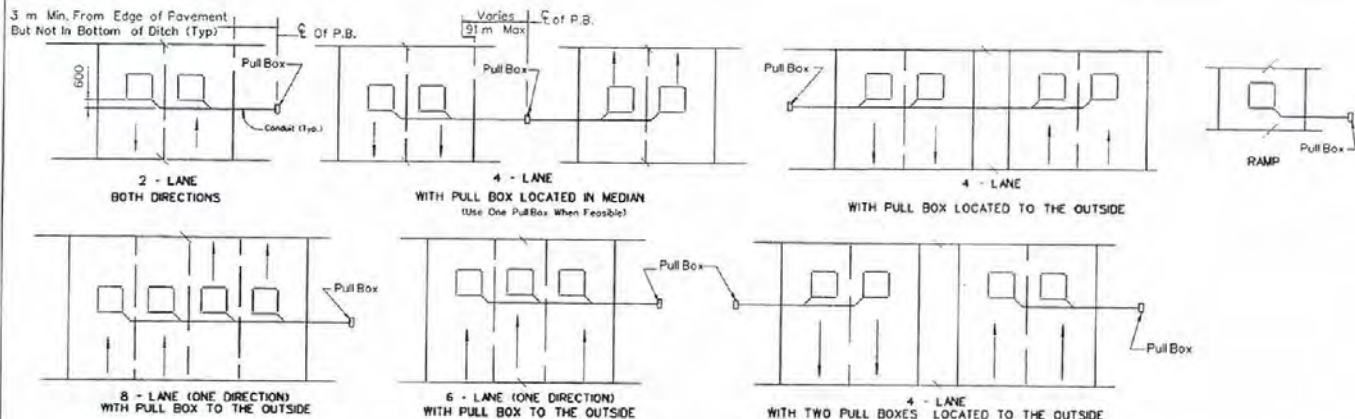 3 m Min. From Edge of Pavement
But Not In Bottom of Ditch (Typ)
℄ Of P.B.
600
Pull Box
Conduit (Typ.)
2 - LANE
BOTH DIRECTIONS
Varies
91 m Max
℄ of P.B.
Pull Box
4 - LANE
WITH PULL BOX LOCATED IN MEDIAN
(Use One Pull Box When Feasible)
Pull Box
4 - LANE
WITH PULL BOX LOCATED TO THE OUTSIDE
Pull Box
RAMP
Pull Box
8 - LANE (ONE DIRECTION)
WITH PULL BOX TO THE OUTSIDE
Pull Box
6 - LANE (ONE DIRECTION)
WITH PULL BOX TO THE OUTSIDE
Pull Box
4 - LANE
WITH TWO PULL BOXES LOCATED TO THE OUTSIDE